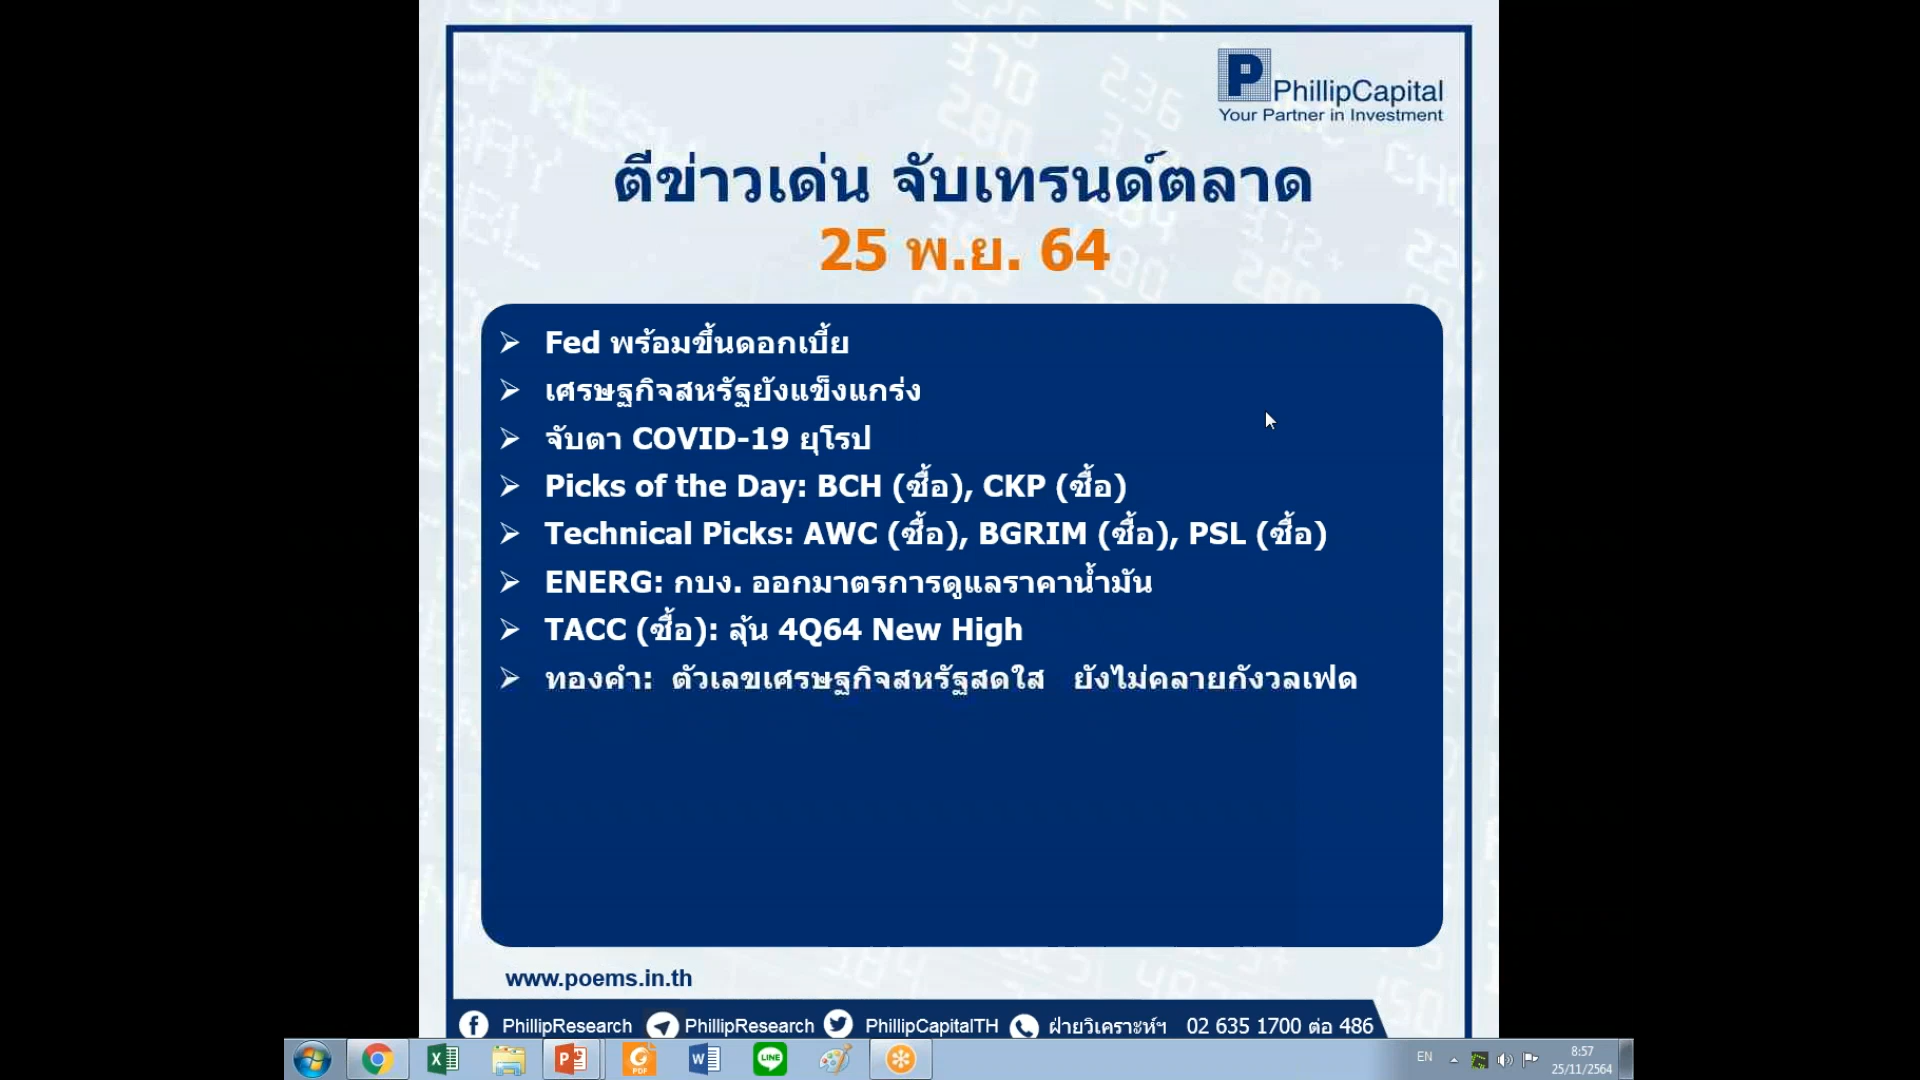 P PhillipCapital
Your Partner in Investment
ตีข่าวเด่น จับเทรนด์ตลาด
25 พ.ย. 64
Fed พร้อมขึ้นดอกเบี้ย
เศรษฐกิจสหรัฐยังแข็งแกร่ง
จับตา COVID-19 ยุโรป
Picks of the Day: BCH (ซื้อ), CKP (ซื้อ)
Technical Picks: AWC (ซื้อ), BGRIM (ซื้อ), PSL (ซื้อ)
ENERG: กบง. ออกมาตรการดูแลราคาน้ำมัน
TACC (ซื้อ): ลุ้น 4Q64 New High
ทองคำ: ตัวเลขเศรษฐกิจสหรัฐสดใส ยังไม่คลายกังวลเฟด
www.poems.in.th
PhillipResearch PhillipResearch PhillipCapitalTH ฝ่ายวิเคราะห์ฯ 02 635 1700 ต่อ 486
EN 8:57
25/11/2564